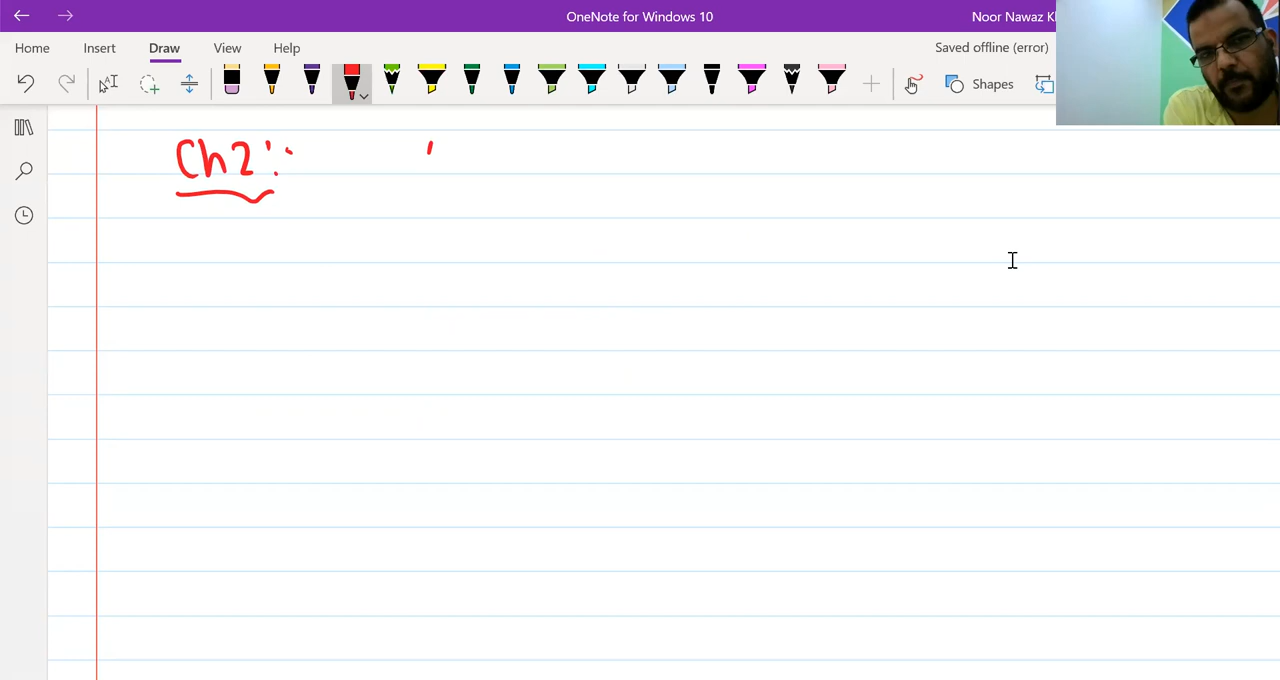 OneNote for Windows 10
Noor Nawaz
Home Insert Draw View Help
Saved offline (error)
Shapes
Ch2: